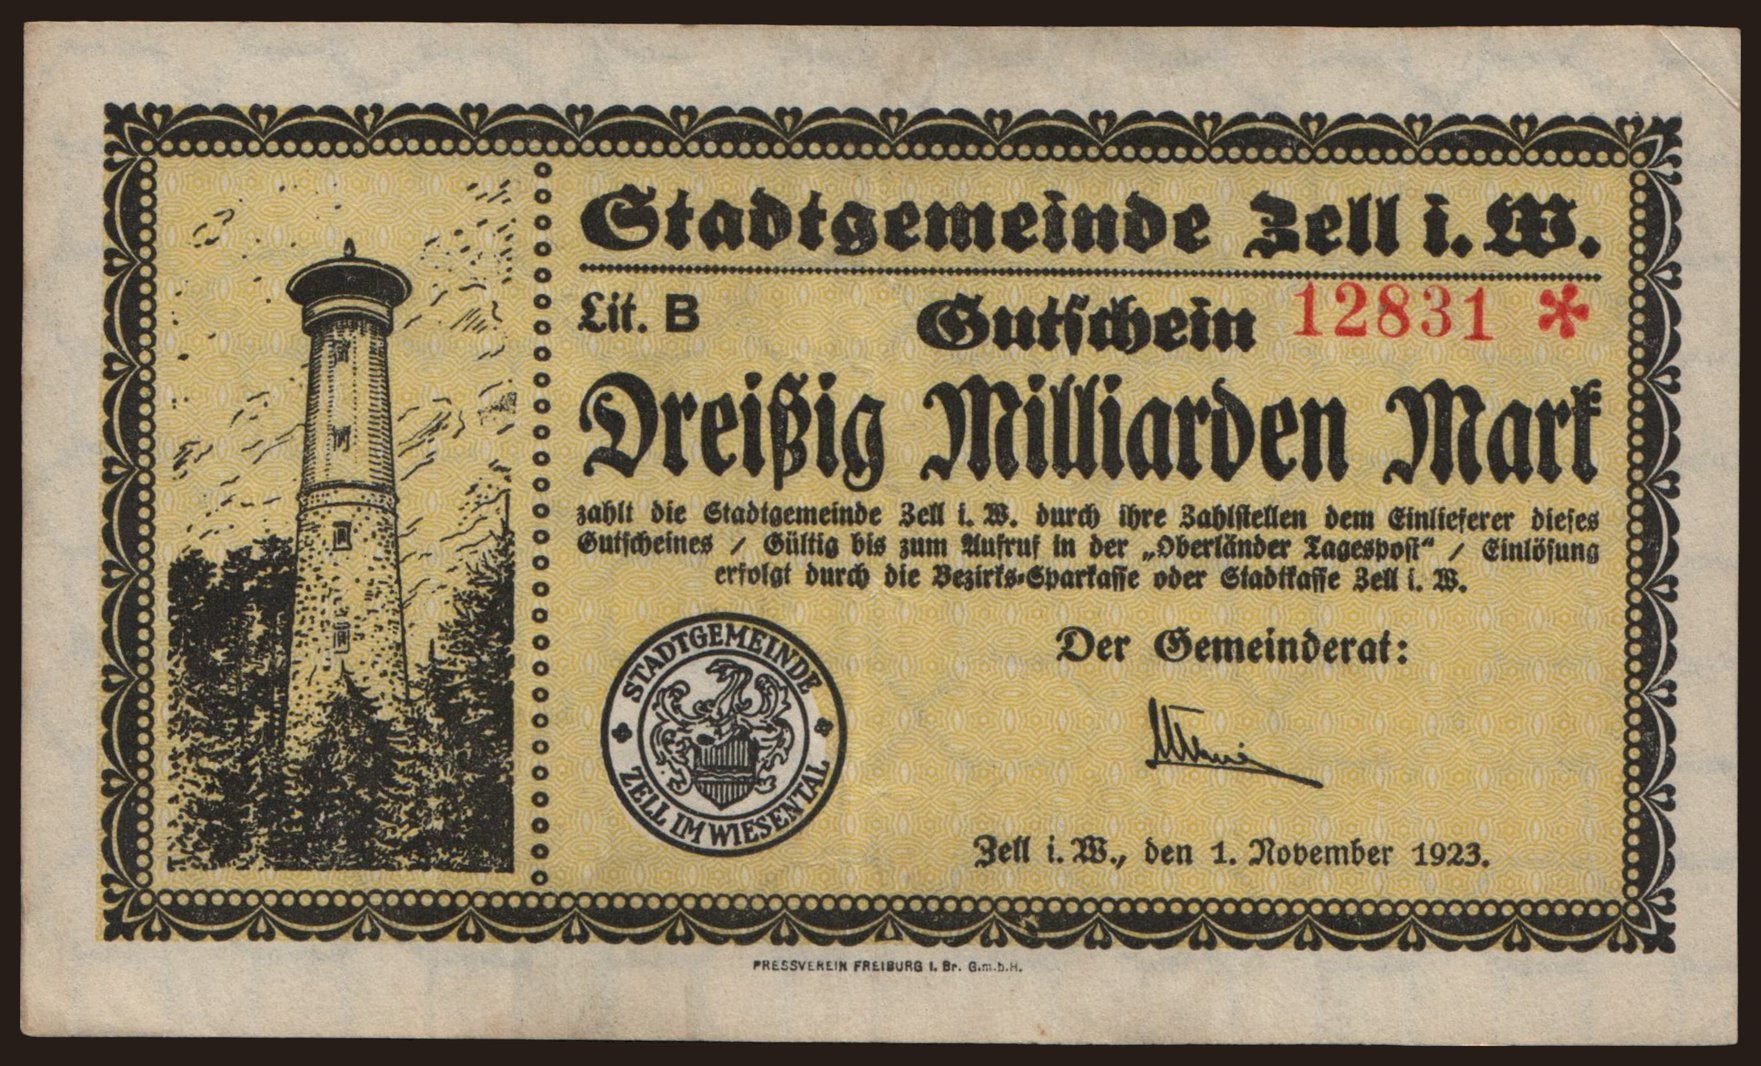 Stadtgemeinde Zell i. W.
Lit. B Gutschein 12831 *
Dreißig Milliarden Mark
zahlt die Stadtgemeinde Zell i. W. durch ihre Zahlstellen dem Einlieferer dieses
Gutscheines / Gültig bis zum Aufruf in der „Oberländer Tagespost“ / Einlösung
erfolgt durch die Bezirks-Sparkasse oder Stadtkasse Zell i. W.
STADTGEMEINDE
ZELL IM WIESENTAL
Der Gemeinderat:
Zell i. W., den 1. November 1923.
PRESSVEREIN FREIBURG I. Br. G.m.b.H.